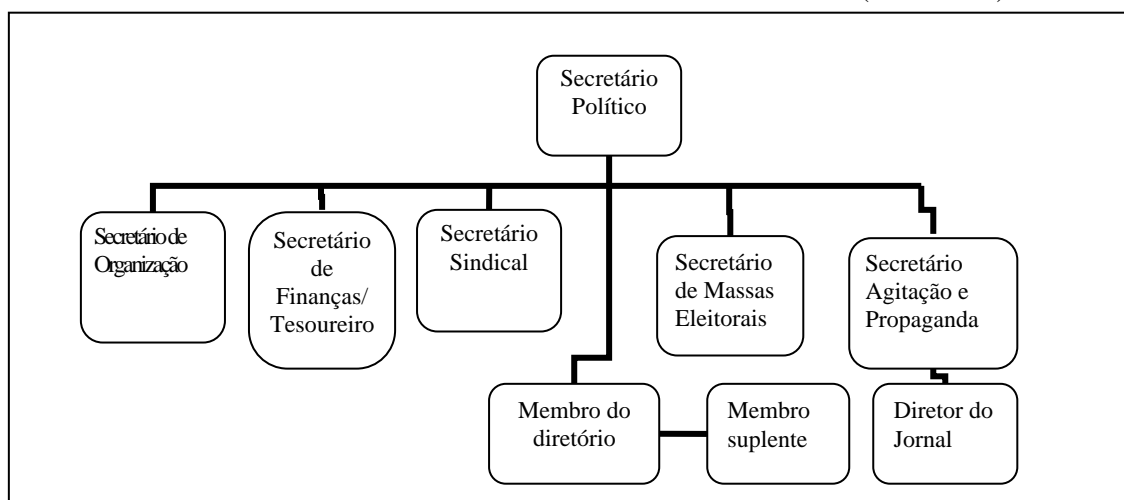 Secretário
Político
Secretário de
Organização
Secretário
de
Finanças/
Tesoureiro
Secretário
Sindical
Secretário
de Massas
Eleitorais
Secretário
Agitação e
Propaganda
Membro do
diretório
Membro
suplente
Diretor do
Jornal